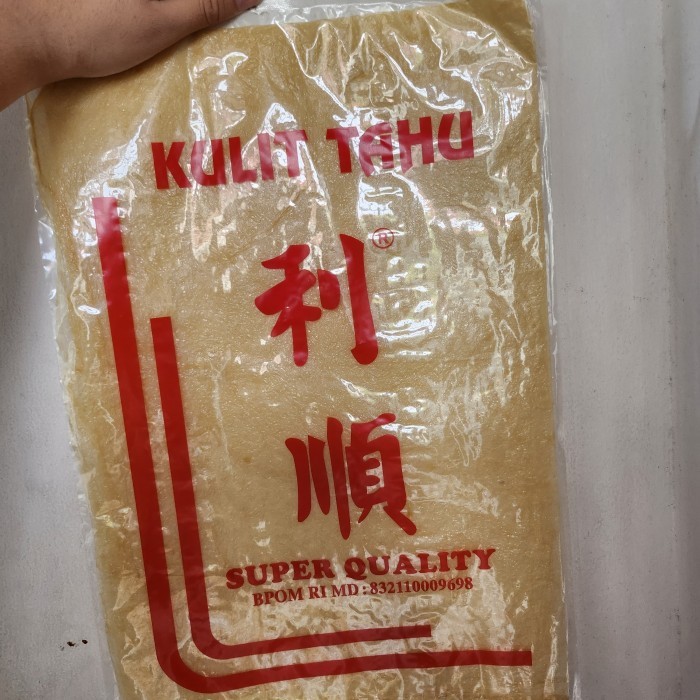 KULIT TAHU
利®
順
SUPER QUALITY
BPOM RI MD : 832110009698